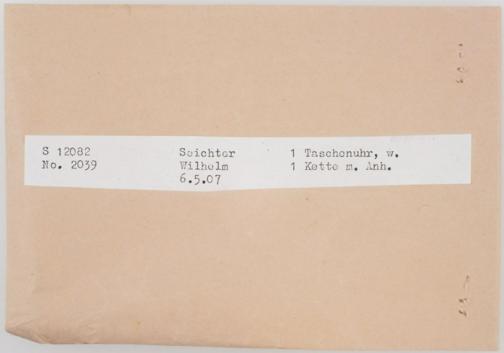 S 12082 Seichter 1 Taschenuhr, w.
No. 2039 Wilhelm 1 Kette m. Anh.
6.5.07